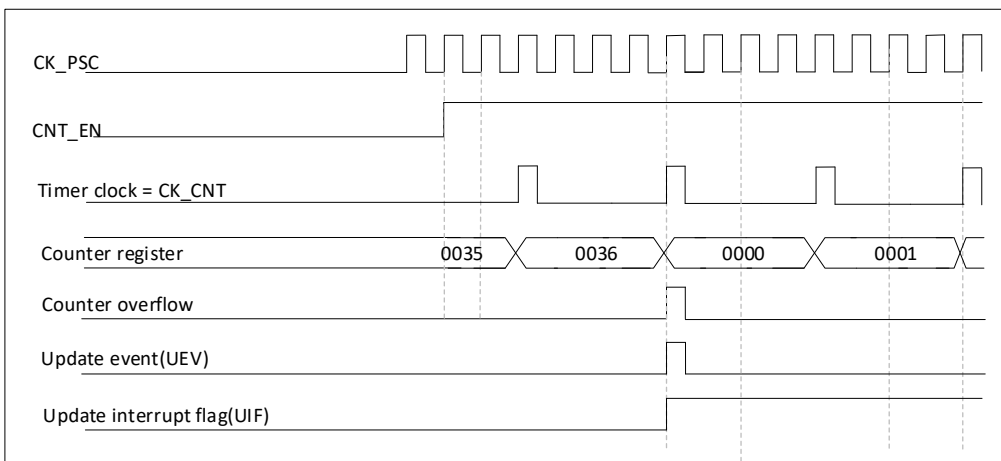 CK_PSC
CNT_EN
Timer clock = CK_CNT
Counter register 0035 0036 0000 0001
Counter overflow
Update event(UEV)
Update interrupt flag(UIF)